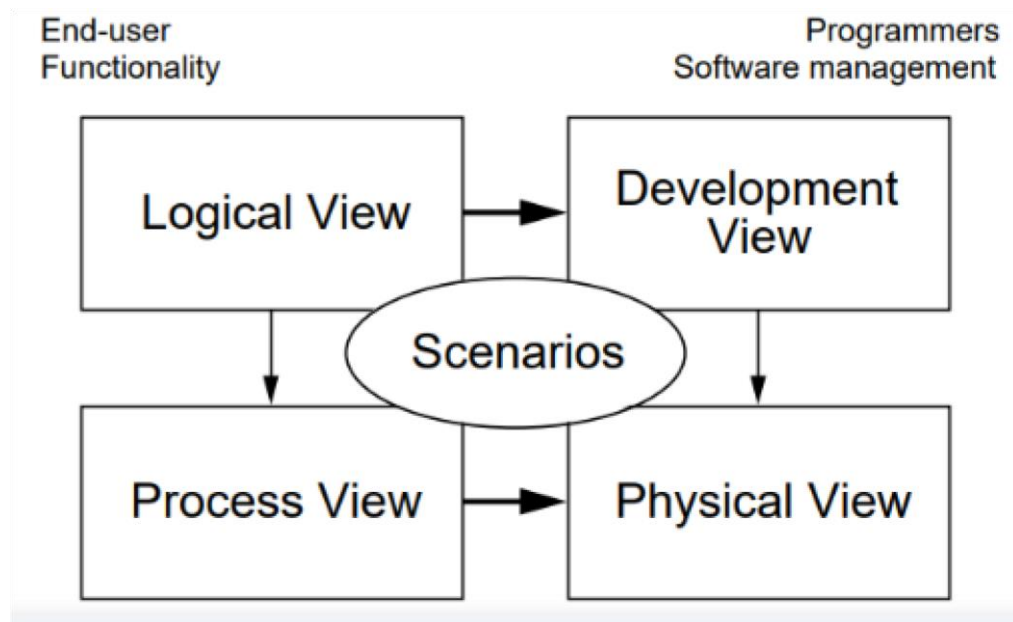 End-user
Functionality
Programmers
Software management
Logical View
Development
View
Scenarios
Process View
Physical View